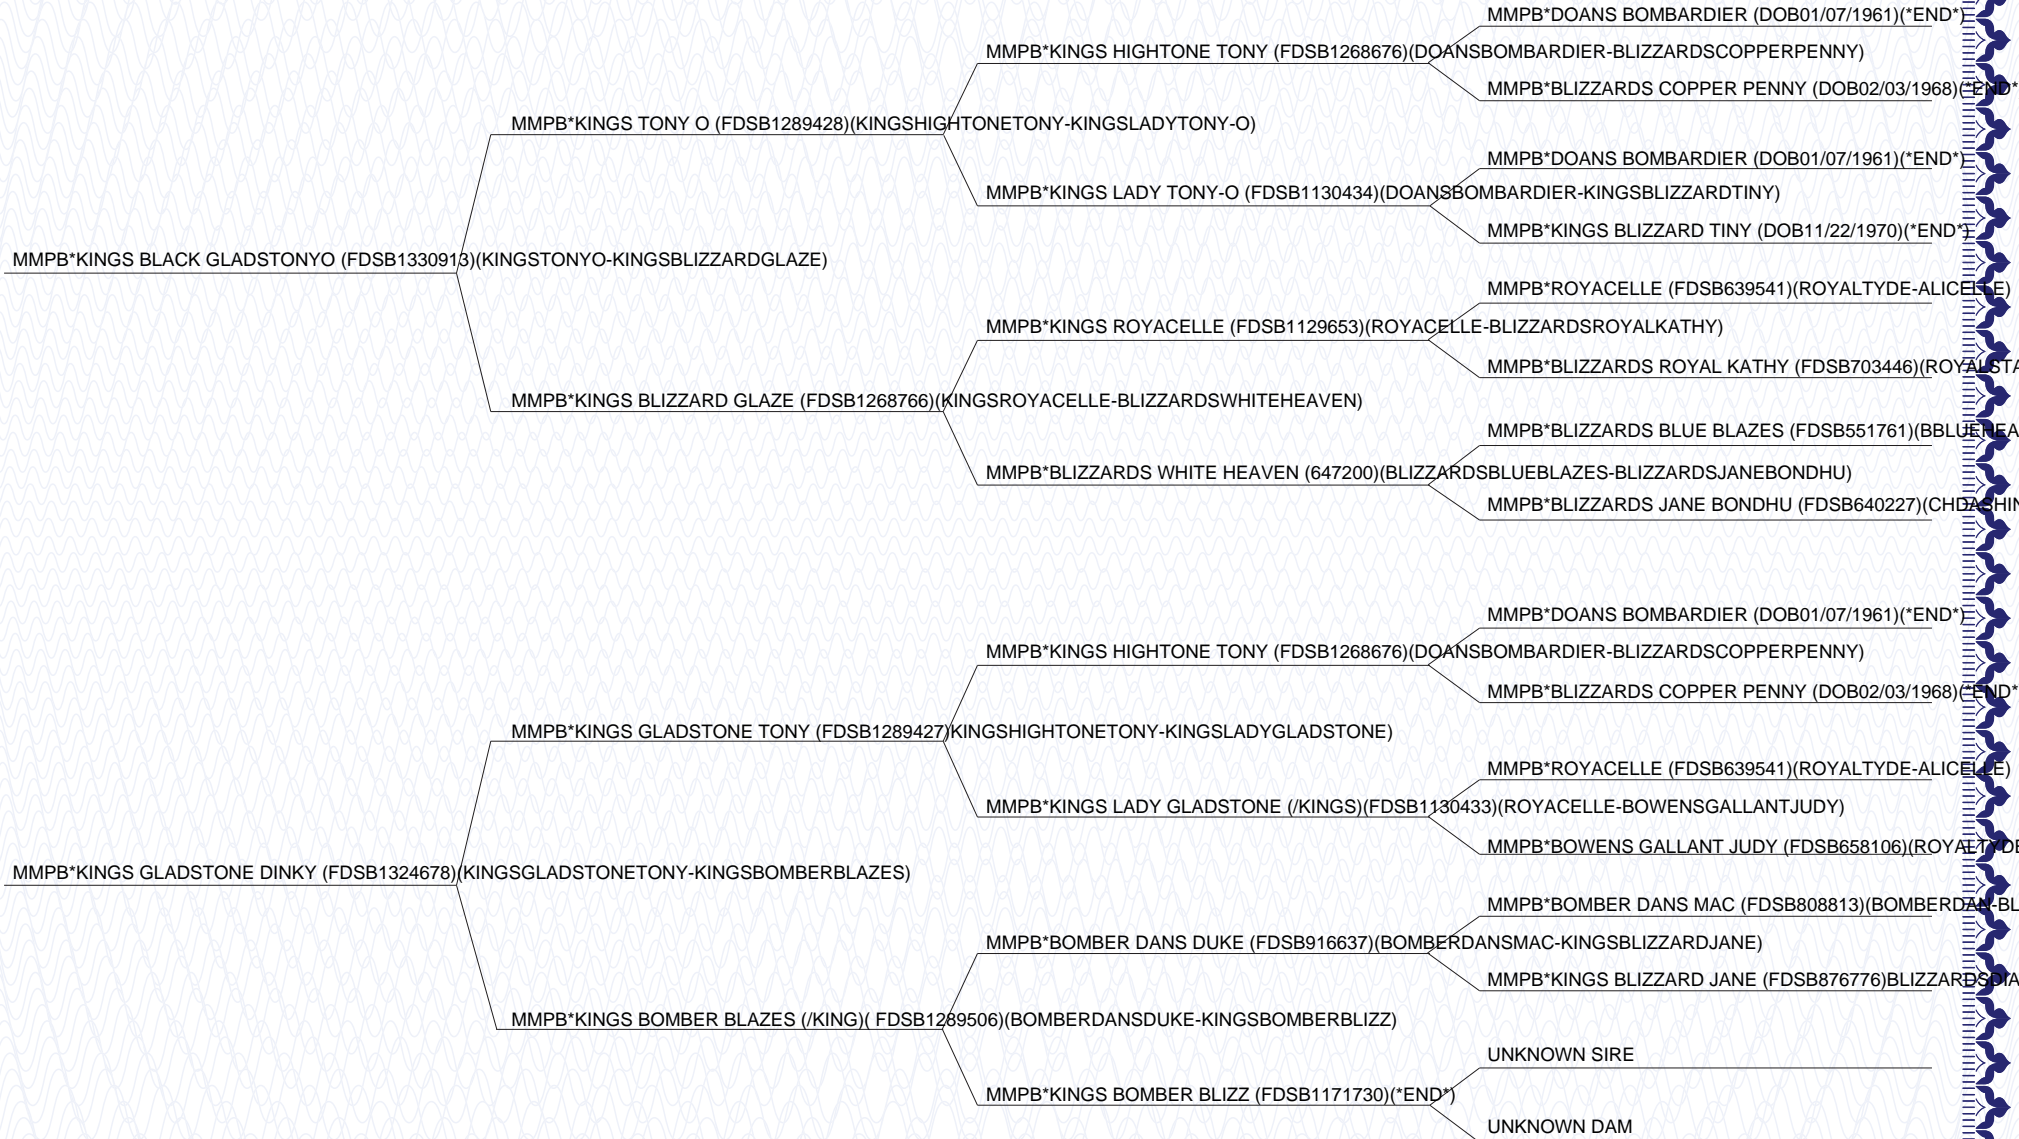 MMPB*DOANS BOMBARDIER (DOB01/07/1961)(*END*)
MMPB*KINGS HIGHTONE TONY (FDSB1268676)(DOANSBOMBARDIER-BLIZZARDSCOPPERPENNY)
MMPB*BLIZZARDS COPPER PENNY (DOB02/03/1968)(*END*
MMPB*KINGS TONY O (FDSB1289428)(KINGSHIGHTONETONY-KINGSLADYTONY-O)
MMPB*DOANS BOMBARDIER (DOB01/07/1961)(*END*)
MMPB*KINGS LADY TONY-O (FDSB1130434)(DOANSBOMBARDIER-KINGSBLIZZARDTINY)
MMPB*KINGS BLIZZARD TINY (DOB11/22/1970)(*END*)
MMPB*KINGS BLACK GLADSTONYO (FDSB1330913)(KINGSTONYO-KINGSBLIZZARDGLAZE)
MMPB*ROYACELLE (FDSB639541)(ROYALTYDE-ALICELLE)
MMPB*KINGS ROYACELLE (FDSB1129653)(ROYACELLE-BLIZZARDSROYALKATHY)
MMPB*BLIZZARDS ROYAL KATHY (FDSB703446)(ROYALSTA
MMPB*KINGS BLIZZARD GLAZE (FDSB1268766)(KINGSROYACELLE-BLIZZARDSWHITEHEAVEN)
MMPB*BLIZZARDS BLUE BLAZES (FDSB551761)(BBLUEHEA
MMPB*BLIZZARDS WHITE HEAVEN (647200)(BLIZZARDSBLUEBLAZES-BLIZZARDSJANEBONDHU)
MMPB*BLIZZARDS JANE BONDHU (FDSB640227)(CHDASHIN
MMPB*DOANS BOMBARDIER (DOB01/07/1961)(*END*)
MMPB*KINGS HIGHTONE TONY (FDSB1268676)(DOANSBOMBARDIER-BLIZZARDSCOPPERPENNY)
MMPB*BLIZZARDS COPPER PENNY (DOB02/03/1968)(*END*
MMPB*KINGS GLADSTONE TONY (FDSB1289427)KINGSHIGHTONETONY-KINGSLADYGLADSTONE)
MMPB*ROYACELLE (FDSB639541)(ROYALTYDE-ALICELLE)
MMPB*KINGS LADY GLADSTONE (/KINGS)(FDSB1130433)(ROYACELLE-BOWENSGALLANTJUDY)
MMPB*BOWENS GALLANT JUDY (FDSB658106)(ROYALTYDE
MMPB*KINGS GLADSTONE DINKY (FDSB1324678)(KINGSGLADSTONETONY-KINGSBOMBERBLAZES)
MMPB*BOMBER DANS MAC (FDSB808813)(BOMBERDAN-BL
MMPB*BOMBER DANS DUKE (FDSB916637)(BOMBERDANSMAC-KINGSBLIZZARDJANE)
MMPB*KINGS BLIZZARD JANE (FDSB876776)BLIZZARDSDIA
MMPB*KINGS BOMBER BLAZES (/KING)( FDSB1289506)(BOMBERDANSDUKE-KINGSBOMBERBLIZZ)
UNKNOWN SIRE
MMPB*KINGS BOMBER BLIZZ (FDSB1171730)(*END*)
UNKNOWN DAM